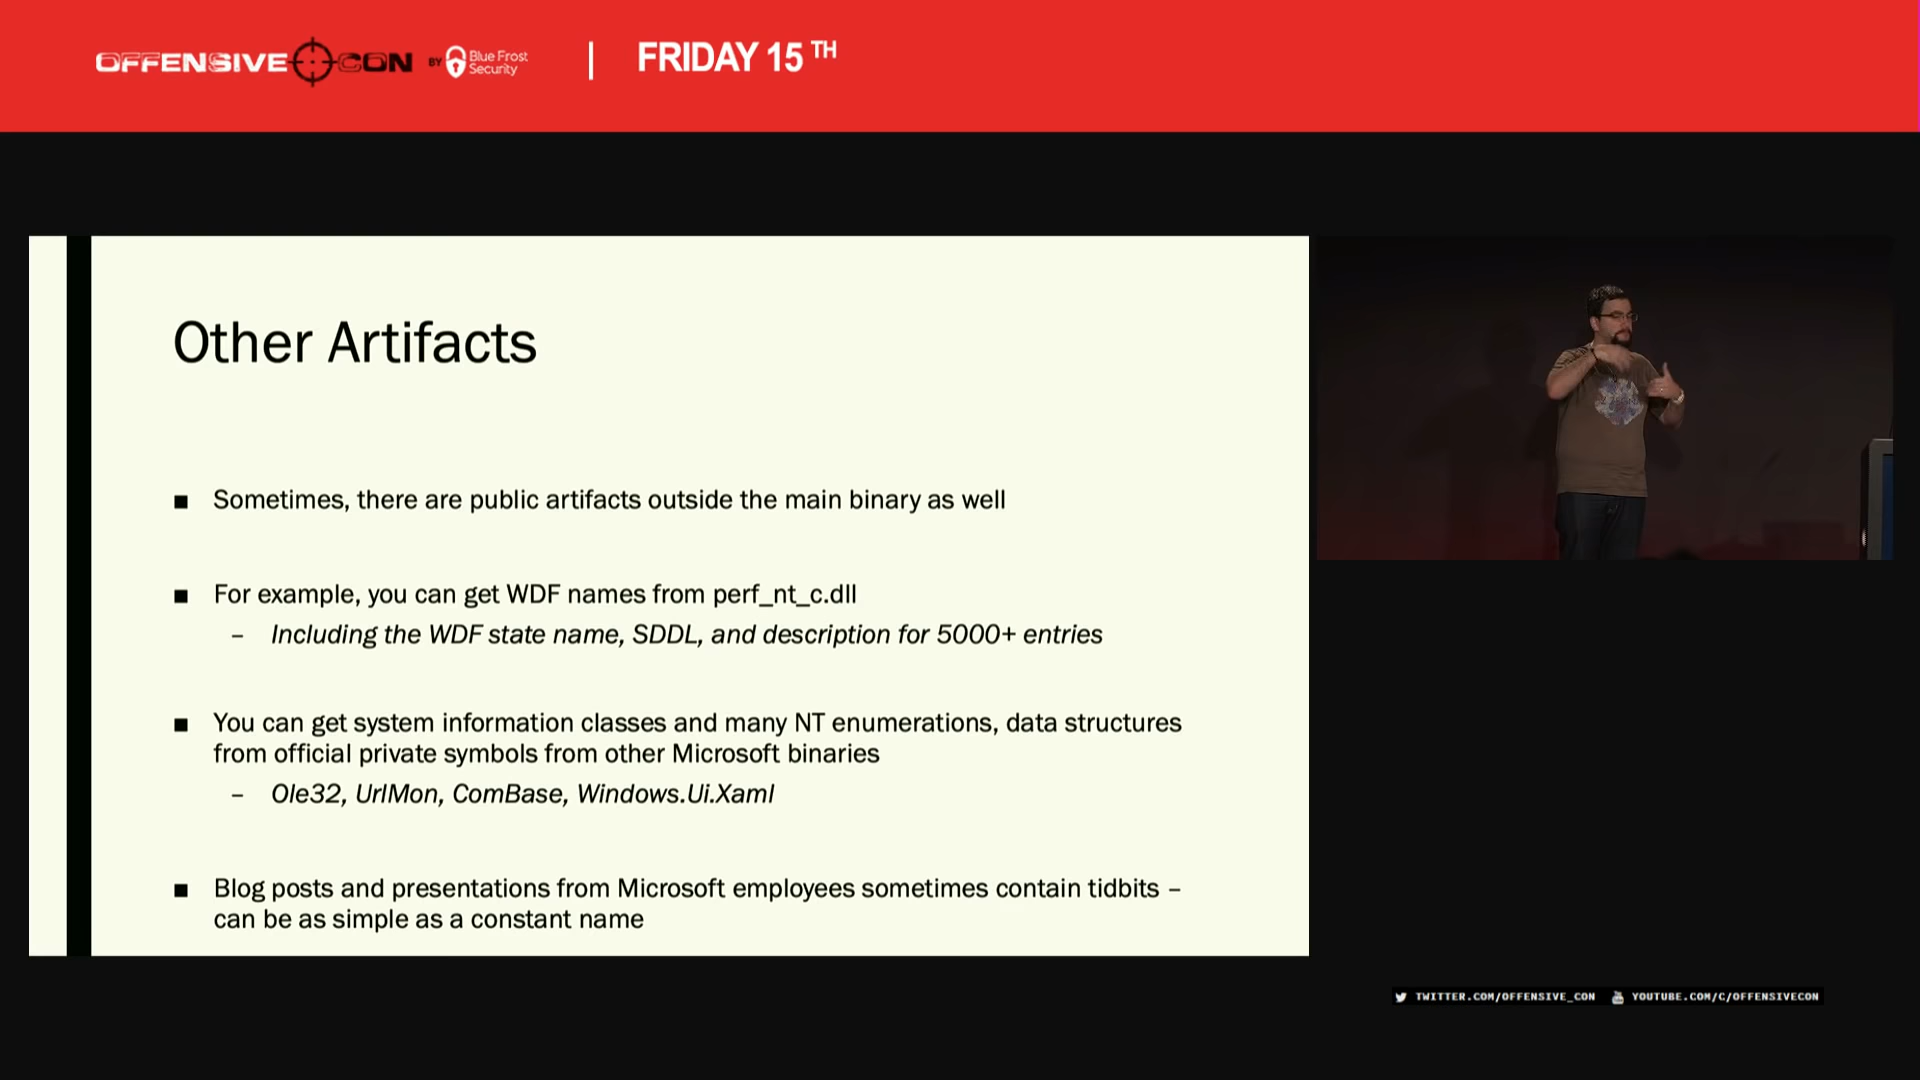 OFFENSIVE CON BY Blue Frost Security | FRIDAY 15 TH
Other Artifacts
■ Sometimes, there are public artifacts outside the main binary as well
■ For example, you can get WDF names from perf_nt_c.dll
– Including the WDF state name, SDDL, and description for 5000+ entries
■ You can get system information classes and many NT enumerations, data structures
from official private symbols from other Microsoft binaries
– Ole32, UrlMon, ComBase, Windows.Ui.Xaml
■ Blog posts and presentations from Microsoft employees sometimes contain tidbits –
can be as simple as a constant name
TWITTER.COM/OFFENSIVE_CON YOUTUBE.COM/C/OFFENSIVECON